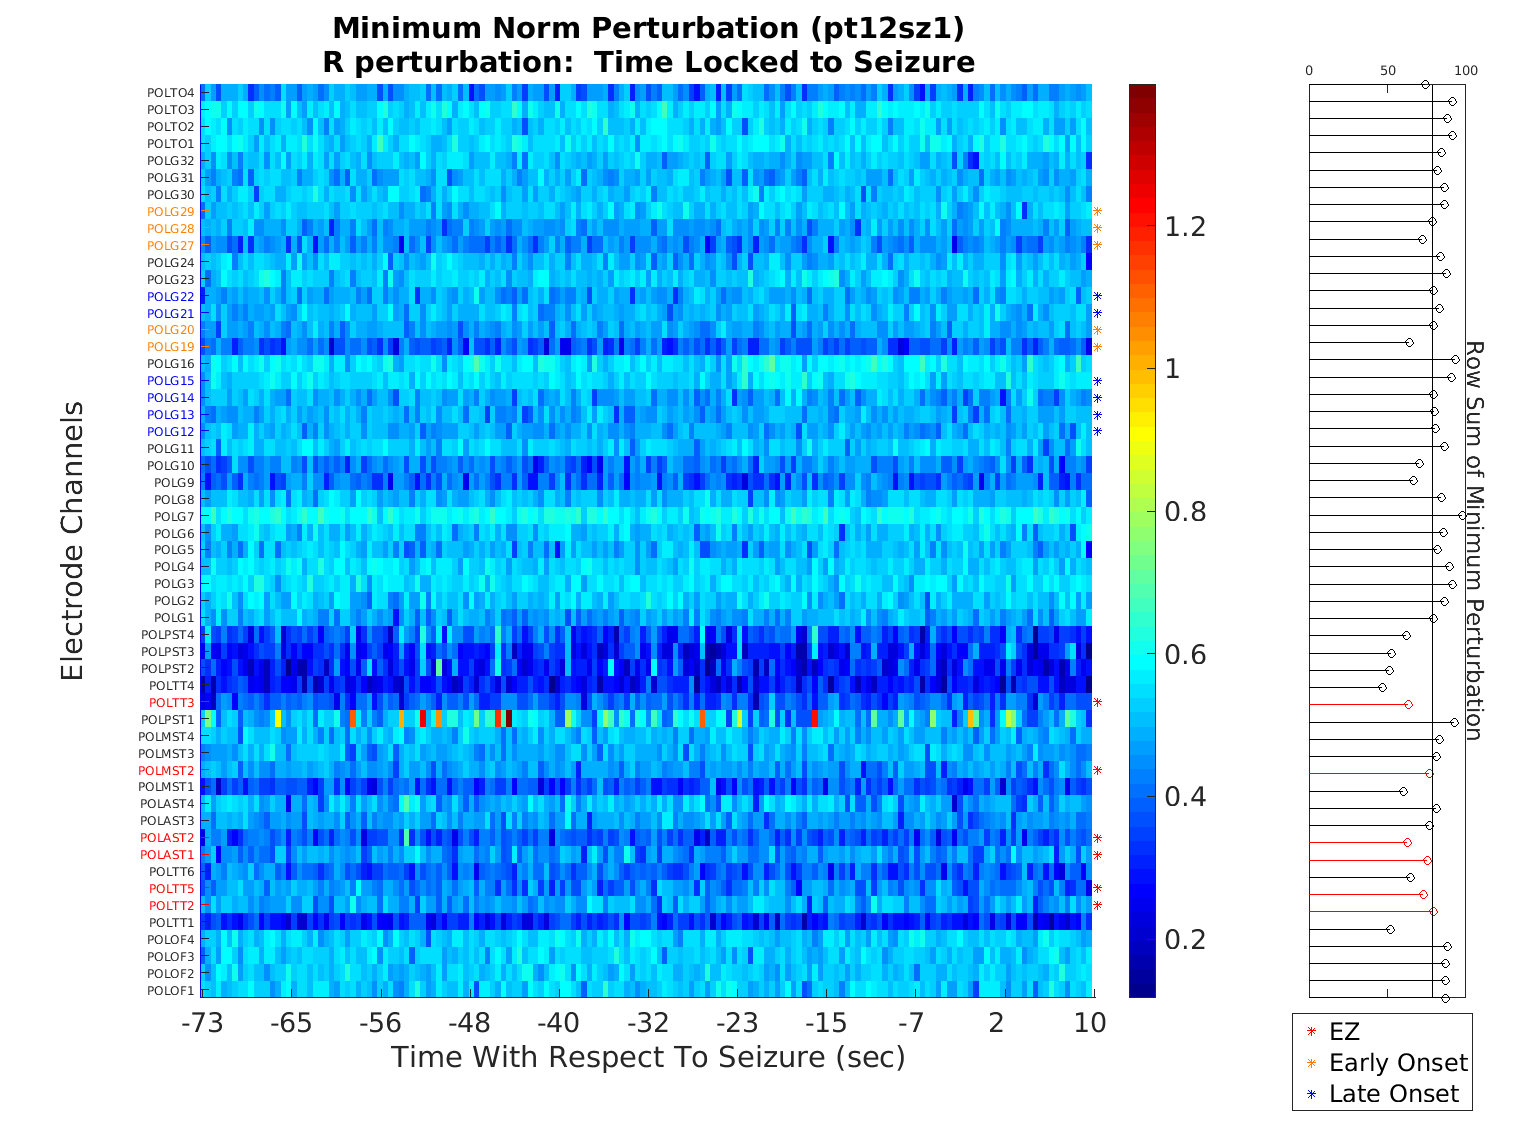 Minimum Norm Perturbation (pt12sz1)
R perturbation:  Time Locked to Seizure
Electrode Channels
POLTO4
POLTO3
POLTO2
POLTO1
POLG32
POLG31
POLG30
POLG29
POLG28
POLG27
POLG24
POLG23
POLG22
POLG21
POLG20
POLG19
POLG16
POLG15
POLG14
POLG13
POLG12
POLG11
POLG10
POLG9
POLG8
POLG7
POLG6
POLG5
POLG4
POLG3
POLG2
POLG1
POLPST4
POLPST3
POLPST2
POLTT4
POLTT3
POLPST1
POLMST4
POLMST3
POLMST2
POLMST1
POLAST4
POLAST3
POLAST2
POLAST1
POLTT6
POLTT5
POLTT2
POLTT1
POLOF4
POLOF3
POLOF2
POLOF1
-73 -65 -56 -48 -40 -32 -23 -15 -7 2 10
Time With Respect To Seizure (sec)
1.2
1
0.8
0.6
0.4
0.2
0 50 100
Row Sum of Minimum Perturbation
EZ
Early Onset
Late Onset